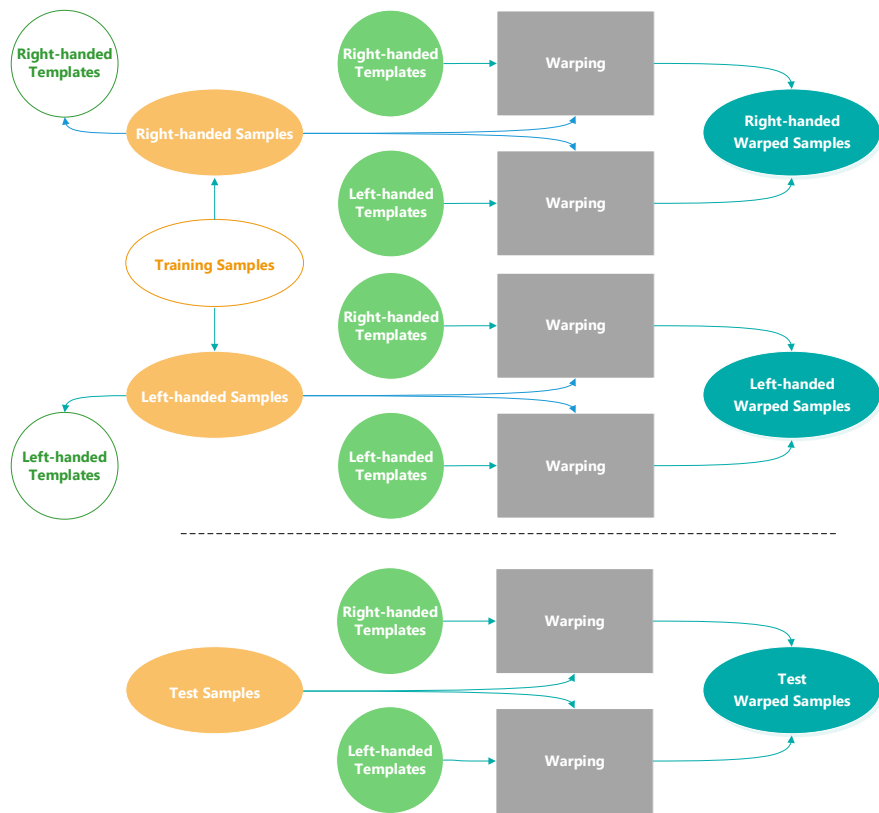 Right-handed
Templates
Right-handed
Templates
Warping
Right-handed Samples
Right-handed
Warped Samples
Left-handed
Templates
Warping
Training Samples
Right-handed
Templates
Warping
Left-handed Samples
Left-handed
Warped Samples
Left-handed
Templates
Left-handed
Templates
Warping
Right-handed
Templates
Warping
Test Samples
Test
Warped Samples
Left-handed
Templates
Warping